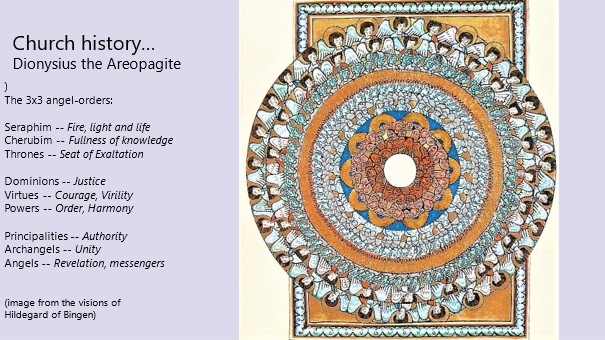 Church history...
Dionysius the Areopagite
)
The 3x3 angel-orders:
Seraphim -- Fire, light and life
Cherubim -- Fullness of knowledge
Thrones -- Seat of Exaltation
Dominions -- Justice
Virtues -- Courage, Virility
Powers -- Order, Harmony
Principalities -- Authority
Archangels -- Unity
Angels -- Revelation, messengers
(image from the visions of
Hildegard of Bingen)